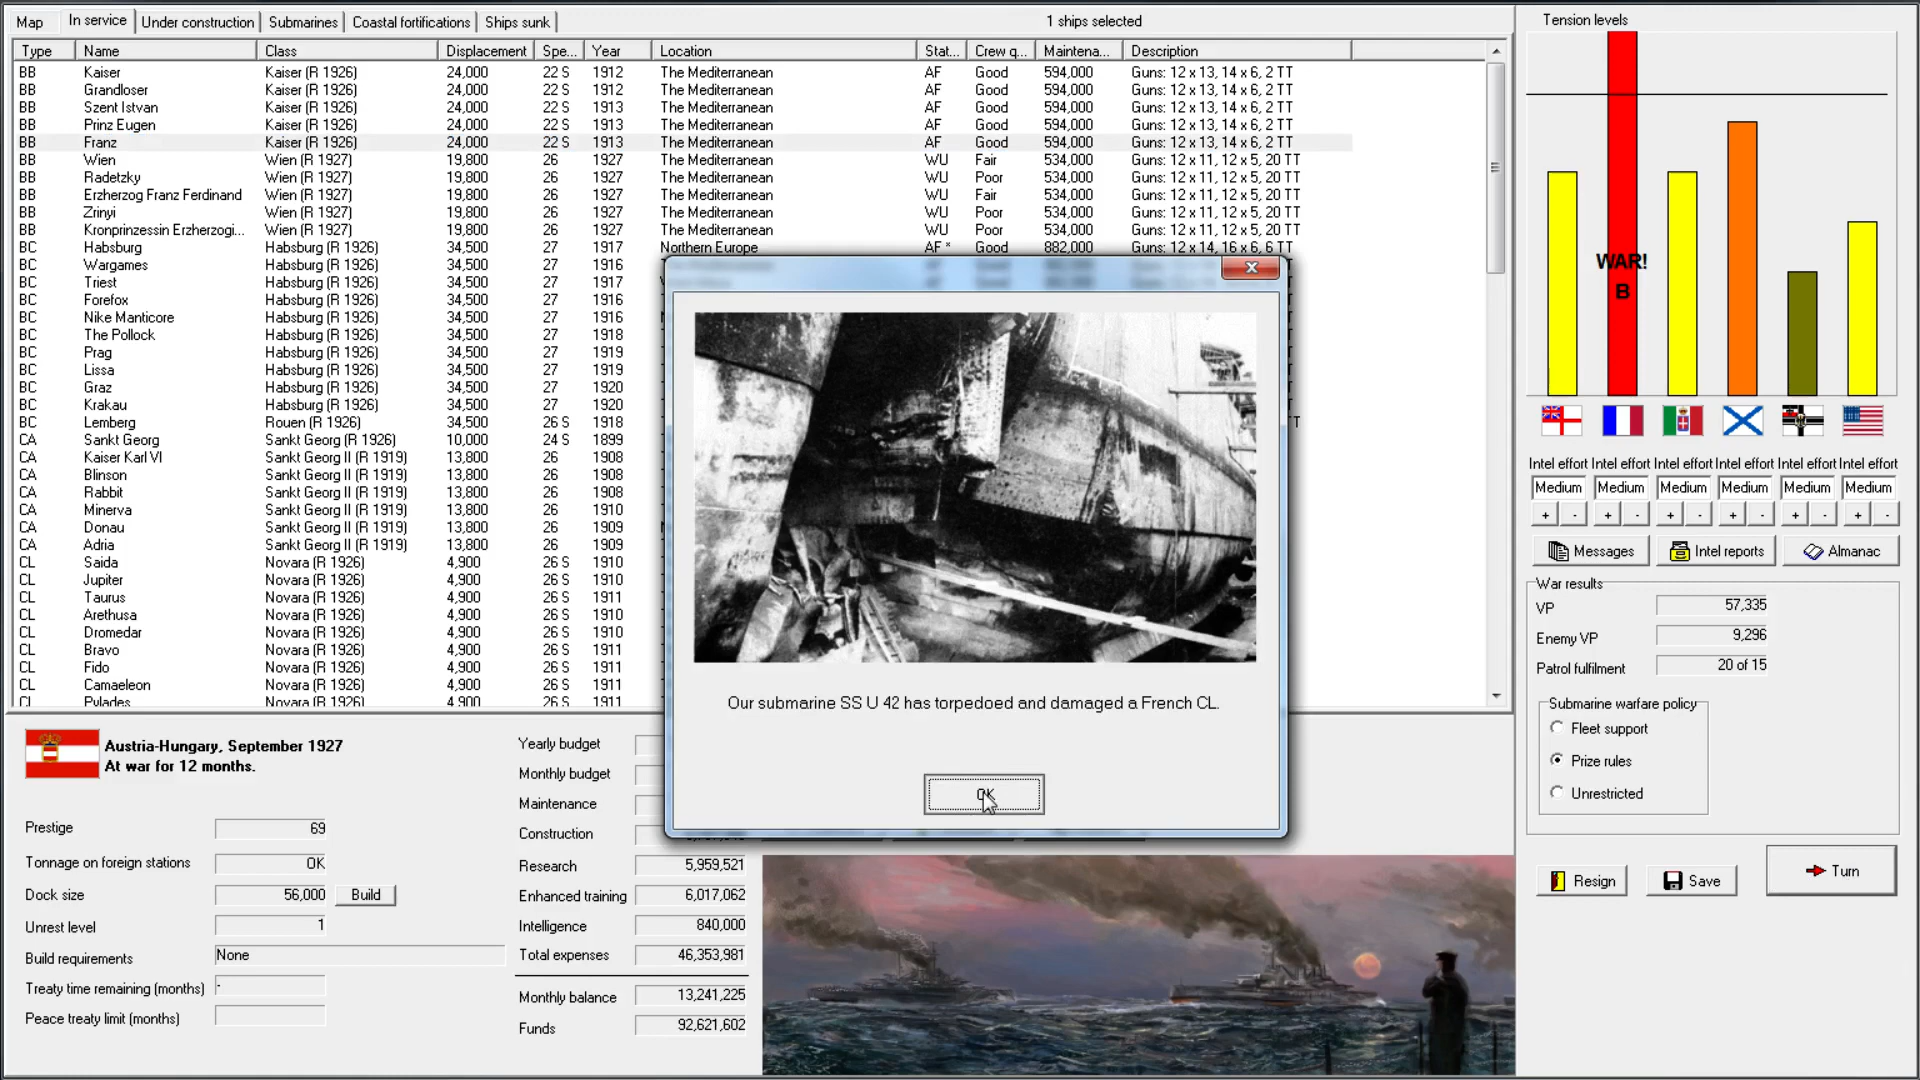 Map In service Under construction Submarines Coastal fortifications Ships sunk 1 ships selected
Type Name Class Displacement Spe... Year Location Stat... Crew q... Maintena... Description
BB Kaiser Kaiser (R 1926) 24,000 22 S 1912 The Mediterranean AF Good 594,000 Guns: 12 x 13, 14 x 6, 2 TT
BB Grandloser Kaiser (R 1926) 24,000 22 S 1912 The Mediterranean AF Good 594,000 Guns: 12 x 13, 14 x 6, 2 TT
BB Szent Istvan Kaiser (R 1926) 24,000 22 S 1913 The Mediterranean AF Good 594,000 Guns: 12 x 13, 14 x 6, 2 TT
BB Prinz Eugen Kaiser (R 1926) 24,000 22 S 1913 The Mediterranean AF Good 594,000 Guns: 12 x 13, 14 x 6, 2 TT
BB Franz Kaiser (R 1926) 24,000 22 S 1913 The Mediterranean AF Good 594,000 Guns: 12 x 13, 14 x 6, 2 TT
BB Wien Wien (R 1927) 19,800 26 1927 The Mediterranean WU Fair 534,000 Guns: 12 x 11, 12 x 5, 20 TT
BB Radetzky Wien (R 1927) 19,800 26 1927 The Mediterranean WU Poor 534,000 Guns: 12 x 11, 12 x 5, 20 TT
BB Erzherzog Franz Ferdinand Wien (R 1927) 19,800 26 1927 The Mediterranean WU Fair 534,000 Guns: 12 x 11, 12 x 5, 20 TT
BB Zrinyi Wien (R 1927) 19,800 26 1927 The Mediterranean WU Poor 534,000 Guns: 12 x 11, 12 x 5, 20 TT
BB Kronprinzessin Erzherzogi... Wien (R 1927) 19,800 26 1927 The Mediterranean WU Poor 534,000 Guns: 12 x 11, 12 x 5, 20 TT
BC Habsburg Habsburg (R 1926) 34,500 27 1917 Northern Europe AF * Good 882,000 Guns: 12 x 14, 16 x 6, 6 TT
BC Wargames Habsburg (R 1926) 34,500 27 1916
BC Triest Habsburg (R 1926) 34,500 27 1917
BC Forefox Habsburg (R 1926) 34,500 27 1916
BC Nike Manticore Habsburg (R 1926) 34,500 27 1916
BC The Pollock Habsburg (R 1926) 34,500 27 1918
BC Prag Habsburg (R 1926) 34,500 27 1919
BC Lissa Habsburg (R 1926) 34,500 27 1919
BC Graz Habsburg (R 1926) 34,500 27 1920
BC Krakau Habsburg (R 1926) 34,500 27 1920
BC Lemberg Rouen (R 1926) 34,500 26 S 1918
CA Sankt Georg Sankt Georg (R 1926) 10,000 24 S 1899
CA Kaiser Karl VI Sankt Georg II (R 1919) 13,800 26 1908
CA Blinson Sankt Georg II (R 1919) 13,800 26 1908
CA Rabbit Sankt Georg II (R 1919) 13,800 26 1908
CA Minerva Sankt Georg II (R 1919) 13,800 26 1908
CA Donau Sankt Georg II (R 1919) 13,800 26 1909
CA Adria Sankt Georg II (R 1919) 13,800 26 1909
CL Saida Novara (R 1926) 4,900 26 S 1910
CL Jupiter Novara (R 1926) 4,900 26 S 1910
CL Taurus Novara (R 1926) 4,900 26 S 1911
CL Arethusa Novara (R 1926) 4,900 26 S 1910
CL Dromedar Novara (R 1926) 4,900 26 S 1910
CL Bravo Novara (R 1926) 4,900 26 S 1911
CL Fido Novara (R 1926) 4,900 26 S 1911
CL Camaeleon Novara (R 1926) 4,900 26 S 1911
CL Pylades Novara (R 1926) 4,900 26 S 1911
Our submarine SS U 42 has torpedoed and damaged a French CL.
OK
Tension levels
WAR!
B
Intel effort Intel effort Intel effort Intel effort Intel effort Intel effort
Medium Medium Medium Medium Medium Medium
+ - + - + - + - + - + -
Messages Intel reports Almanac
War results
VP 57,335
Enemy VP 9,296
Patrol fulfilment 20 of 15
Submarine warfare policy
Fleet support
Prize rules
Unrestricted
Resign Save Turn
Austria-Hungary, September 1927
At war for 12 months.
Prestige 69
Tonnage on foreign stations OK
Dock size 56,000 Build
Unrest level 1
Build requirements None
Treaty time remaining (months) -
Peace treaty limit (months)
Yearly budget
Monthly budget
Maintenance
Construction
Research 5,959,521
Enhanced training 6,017,062
Intelligence 840,000
Total expenses 46,353,981
Monthly balance 13,241,225
Funds 92,621,602